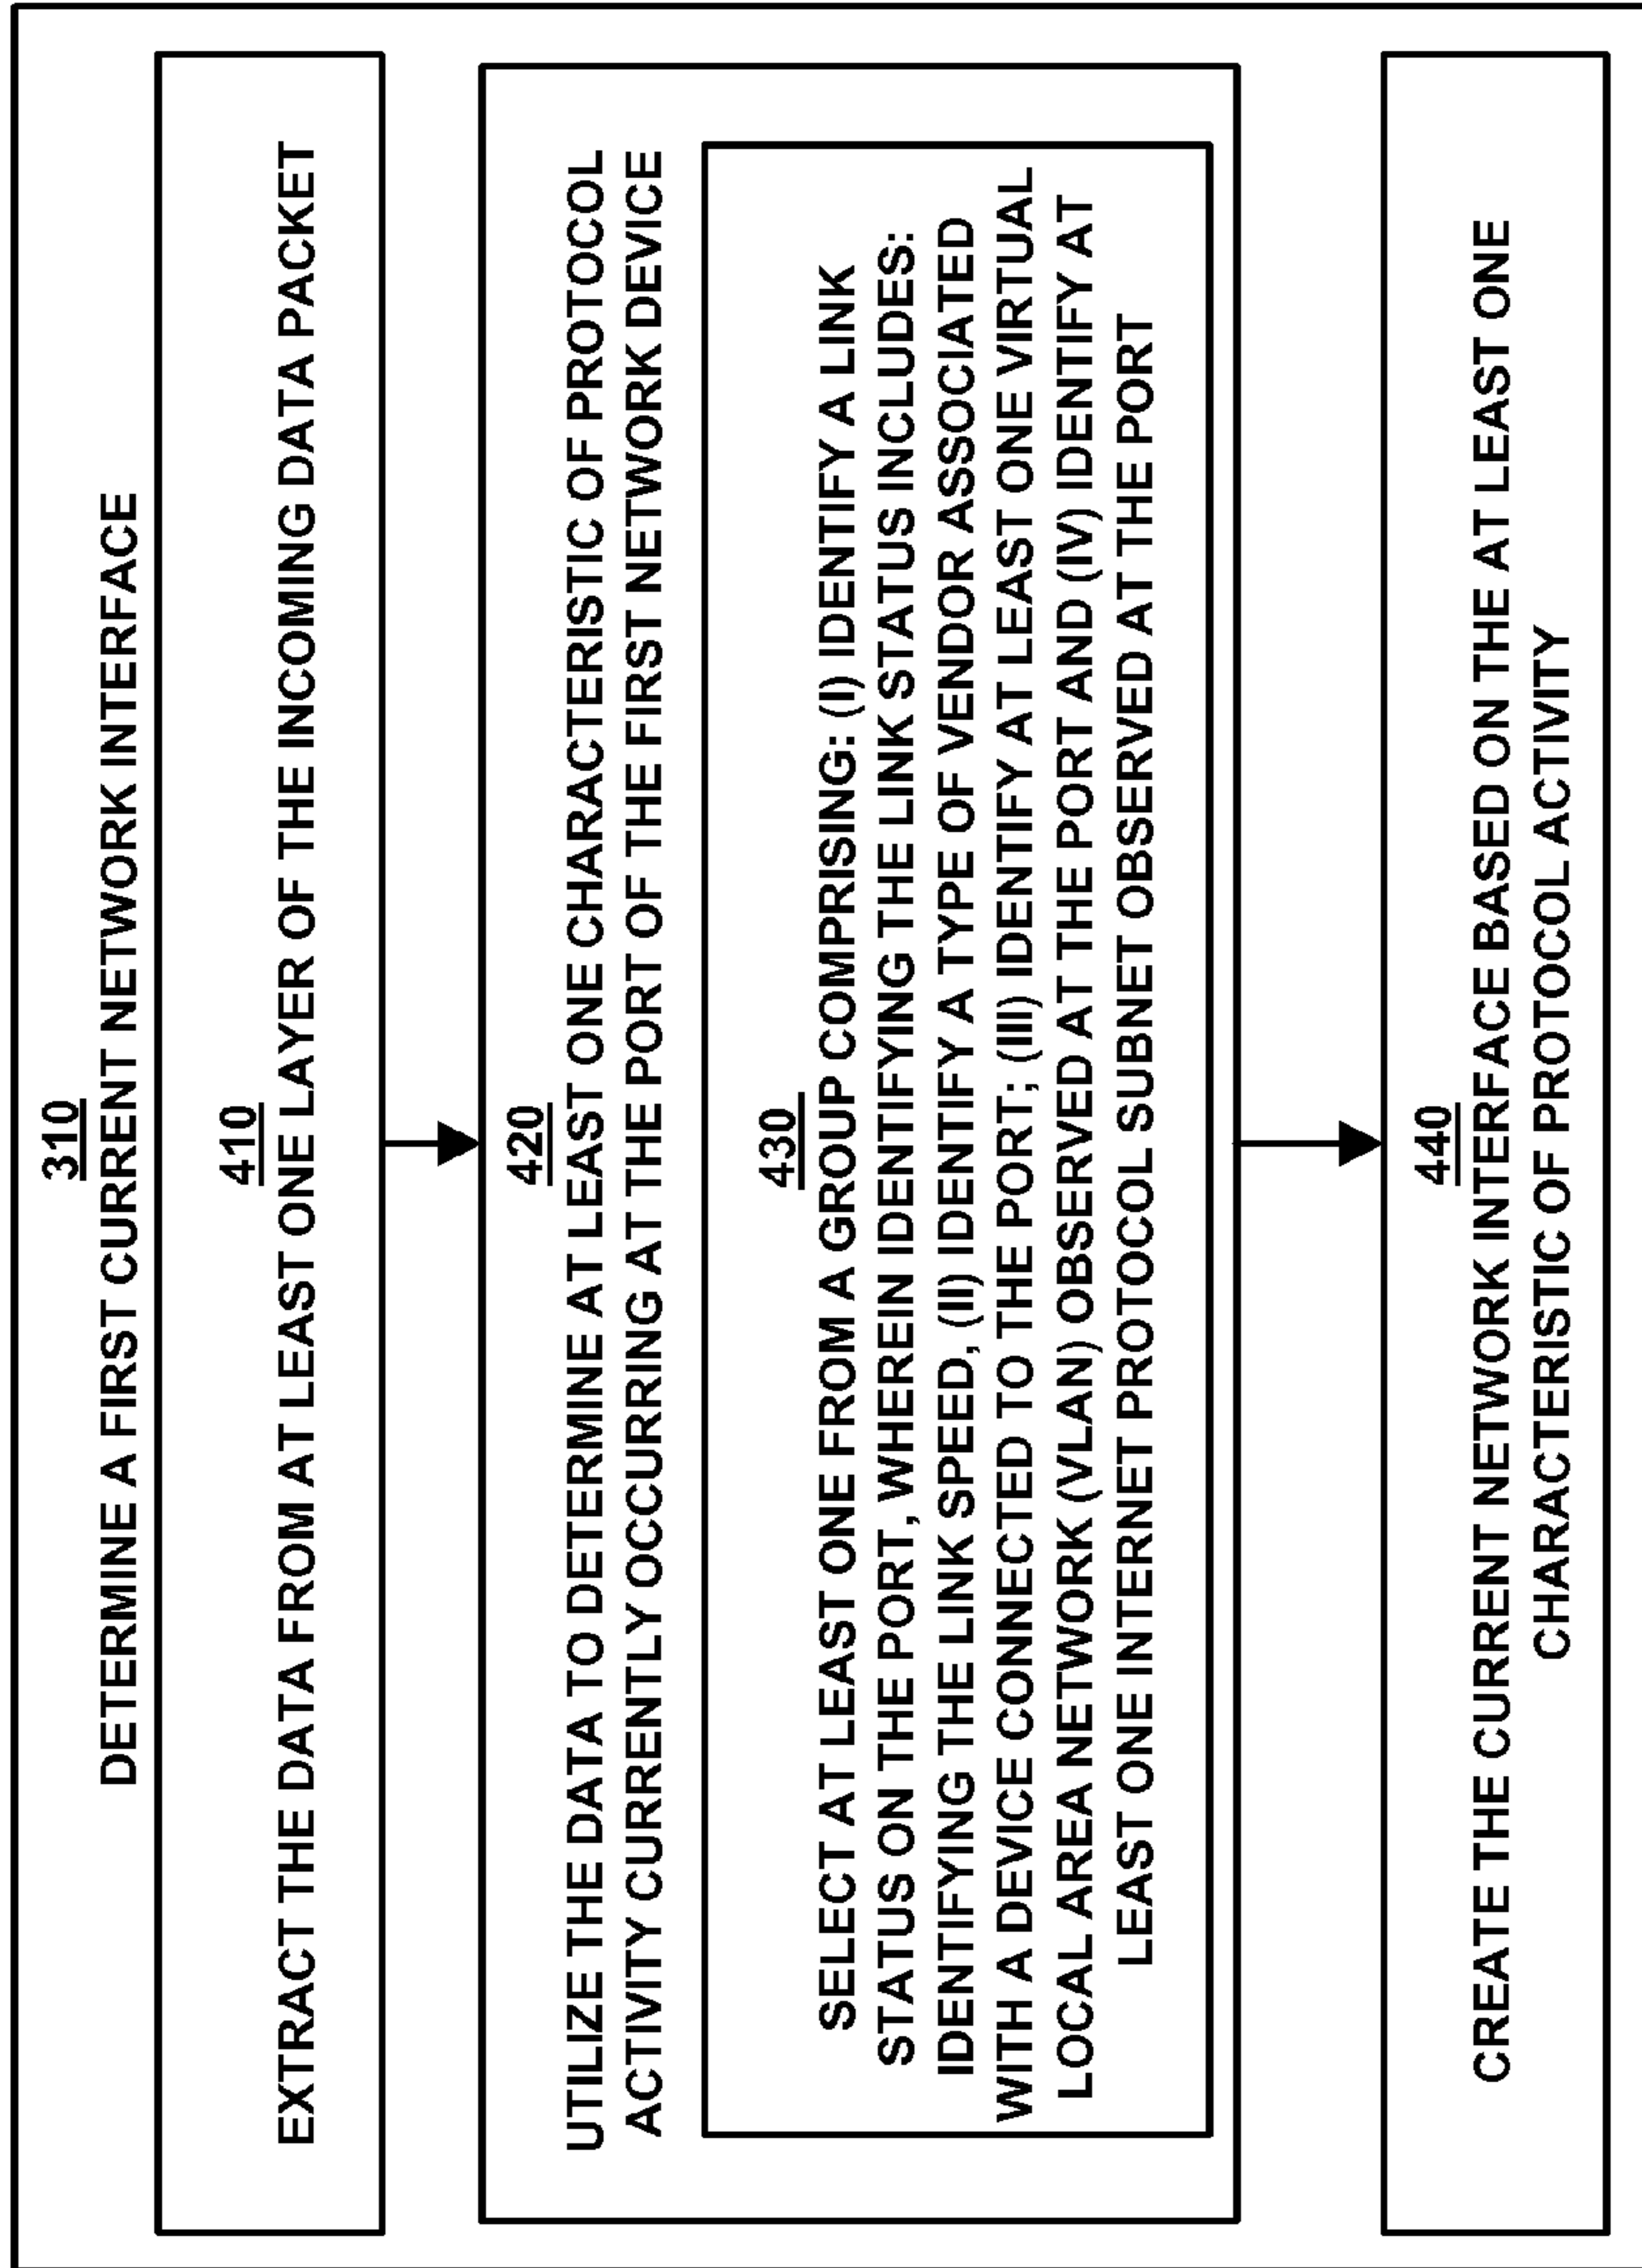 310
DETERMINE A FIRST CURRENT NETWORK INTERFACE
410
EXTRACT THE DATA FROM AT LEAST ONE LAYER OF THE INCOMING DATA PACKET
420
UTILIZE THE DATA TO DETERMINE AT LEAST ONE CHARACTERISTIC OF PROTOCOL
ACTIVITY CURRENTLY OCCURRING AT THE PORT OF THE FIRST NETWORK DEVICE
430
SELECT AT LEAST ONE FROM A GROUP COMPRISING: (I) IDENTIFY A LINK
STATUS ON THE PORT, WHEREIN IDENTIFYING THE LINK STATUS INCLUDES:
IDENTIFYING THE LINK SPEED, (II) IDENTIFY A TYPE OF VENDOR ASSOCIATED
WITH A DEVICE CONNECTED TO THE PORT; (III) IDENTIFY AT LEAST ONE VIRTUAL
LOCAL AREA NETWORK (VLAN) OBSERVED AT THE PORT AND (IV) IDENTIFY AT
LEAST ONE INTERNET PROTOCOL SUBNET OBSERVED AT THE PORT
440
CREATE THE CURRENT NETWORK INTERFACE BASED ON THE AT LEAST ONE
CHARACTERISTIC OF PROTOCOL ACTIVITY